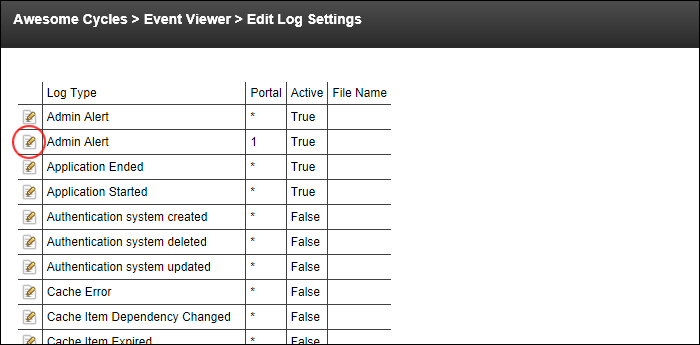 Awesome Cycles > Event Viewer > Edit Log Settings
Log Type Portal Active File Name
Admin Alert * True
Admin Alert 1 True
Application Ended * True
Application Started * True
Authentication system created * False
Authentication system deleted * False
Authentication system updated * False
Cache Error * False
Cache Item Dependency Changed * False
Cache Item Expired * False